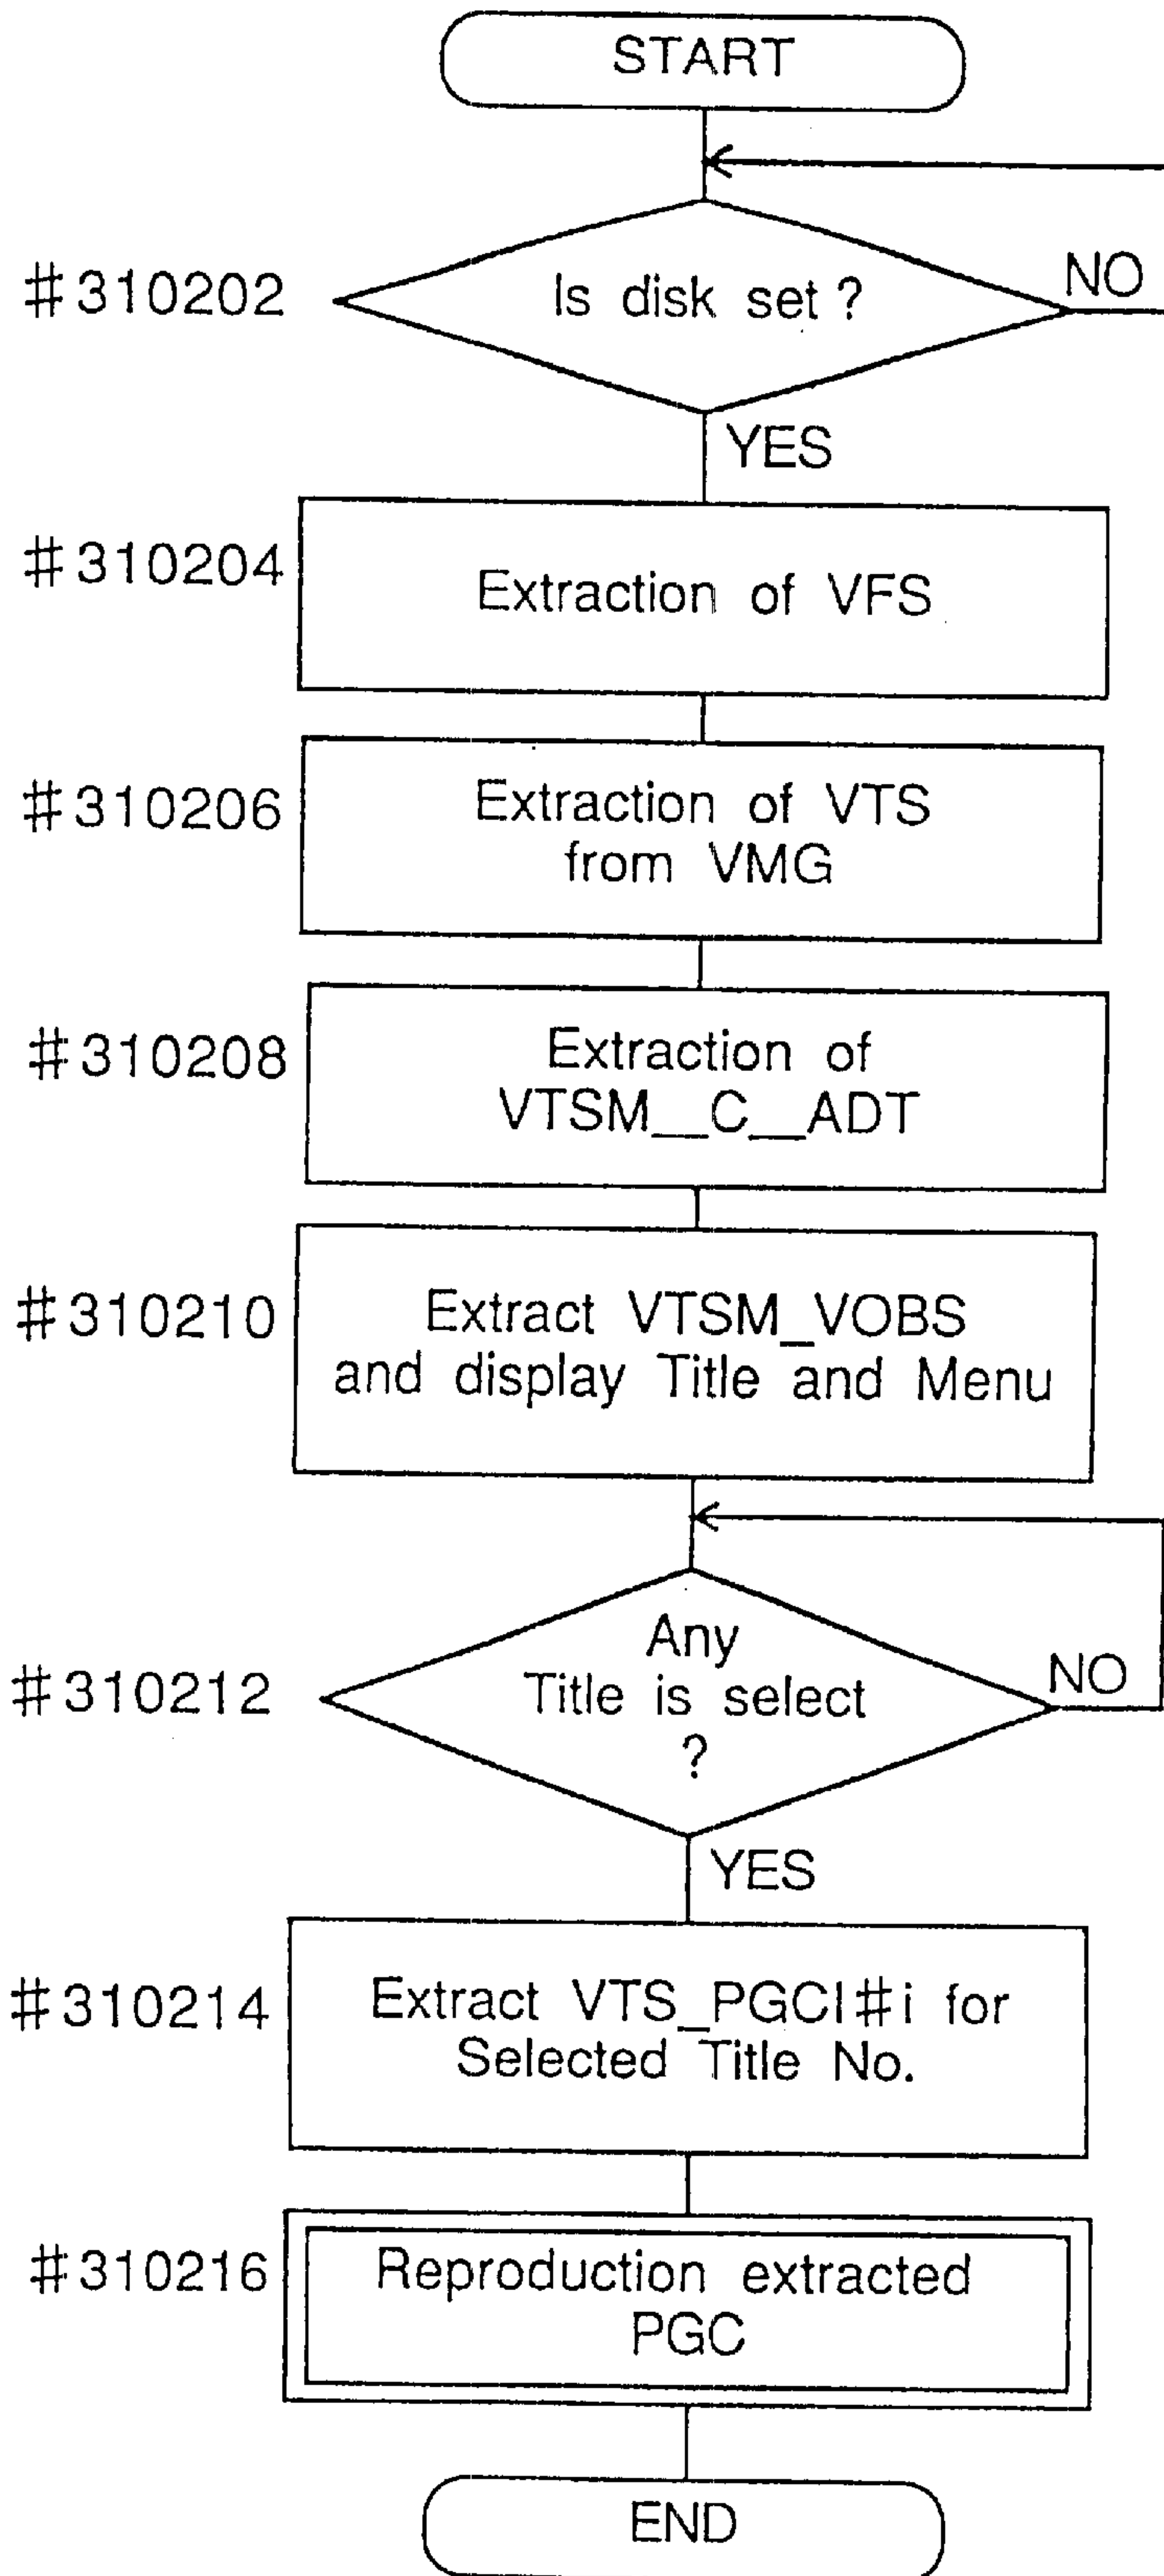 START
#310202
Is disk set ?
NO
YES
#310204
Extraction of VFS
#310206
Extraction of VTS
from VMG
#310208
Extraction of
VTSM__C__ADT
#310210
Extract VTSM_VOBS
and display Title and Menu
#310212
Any
Title is select
?
NO
YES
#310214
Extract VTS_PGCI#i for
Selected Title No.
#310216
Reproduction extracted
PGC
END